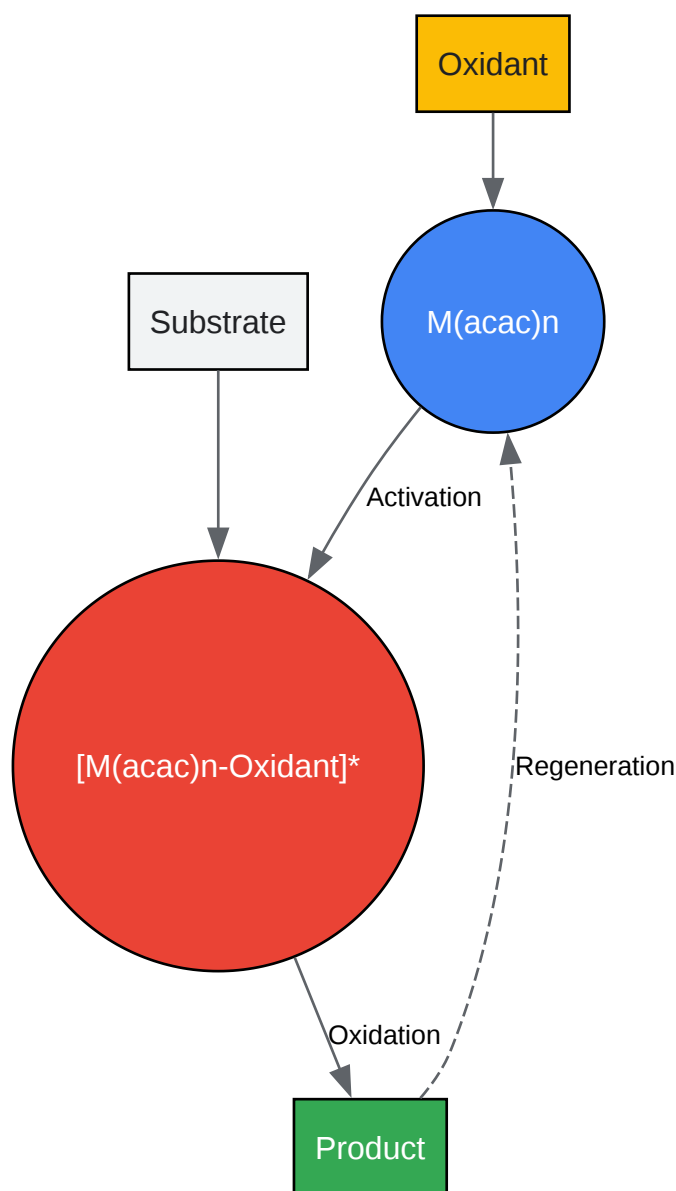 Oxidant
M(acac)n
Substrate
Activation
[M(acac)n-Oxidant]*
Regeneration
Oxidation
Product